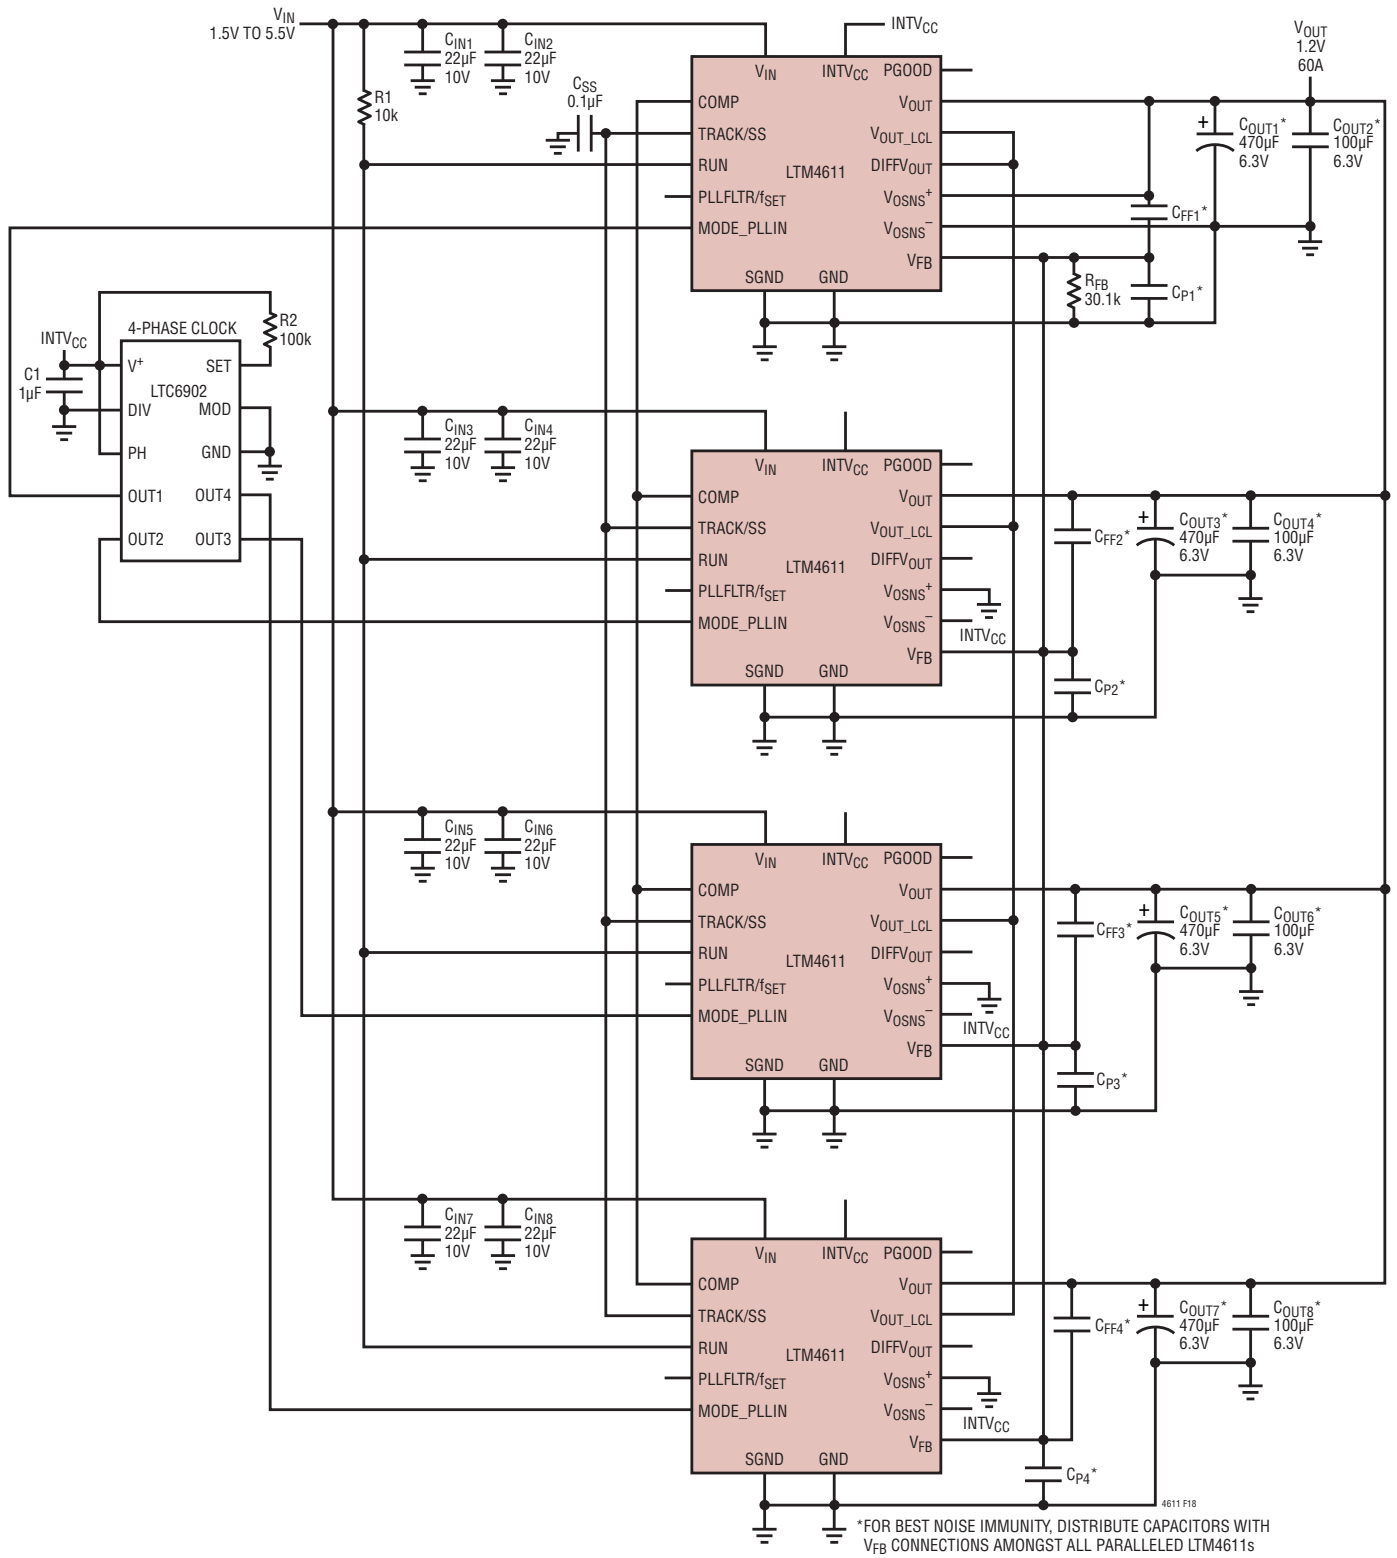 VIN
1.5V TO 5.5V
CIN1
22µF
10V
CIN2
22µF
10V
INTVCC
VOUT
1.2V
60A
R1
10k
CSS
0.1µF
VIN
INTVCC
PGOOD
COMP
TRACK/SS
RUN
PLLFLTR/fSET
MODE_PLLIN
LTM4611
SGND
GND
VOUT
VOUT_LCL
DIFFVOUT
VOSNS+
VOSNS–
VFB
COUT1*
470µF
6.3V
COUT2*
100µF
6.3V
CFF1*
RFB
30.1k
CP1*
R2
100k
4-PHASE CLOCK
INTVCC
C1
1µF
V+
SET
LTC6902
DIV
MOD
PH
GND
OUT1
OUT4
OUT2
OUT3
CIN3
22µF
10V
CIN4
22µF
10V
VIN
INTVCC
PGOOD
COMP
TRACK/SS
RUN
PLLFLTR/fSET
MODE_PLLIN
LTM4611
SGND
GND
VOUT
VOUT_LCL
DIFFVOUT
VOSNS+
VOSNS–
INTVCC
VFB
CFF2*
COUT3*
470µF
6.3V
COUT4*
100µF
6.3V
CP2*
CIN5
22µF
10V
CIN6
22µF
10V
VIN
INTVCC
PGOOD
COMP
TRACK/SS
RUN
PLLFLTR/fSET
MODE_PLLIN
LTM4611
SGND
GND
VOUT
VOUT_LCL
DIFFVOUT
VOSNS+
VOSNS–
INTVCC
VFB
CFF3*
COUT5*
470µF
6.3V
COUT6*
100µF
6.3V
CP3*
CIN7
22µF
10V
CIN8
22µF
10V
VIN
INTVCC
PGOOD
COMP
TRACK/SS
RUN
PLLFLTR/fSET
MODE_PLLIN
LTM4611
SGND
GND
VOUT
VOUT_LCL
DIFFVOUT
VOSNS+
VOSNS–
INTVCC
VFB
CFF4*
COUT7*
470µF
6.3V
COUT8*
100µF
6.3V
CP4*
4611 F18
*FOR BEST NOISE IMMUNITY, DISTRIBUTE CAPACITORS WITH
VFB CONNECTIONS AMONGST ALL PARALLELED LTM4611s